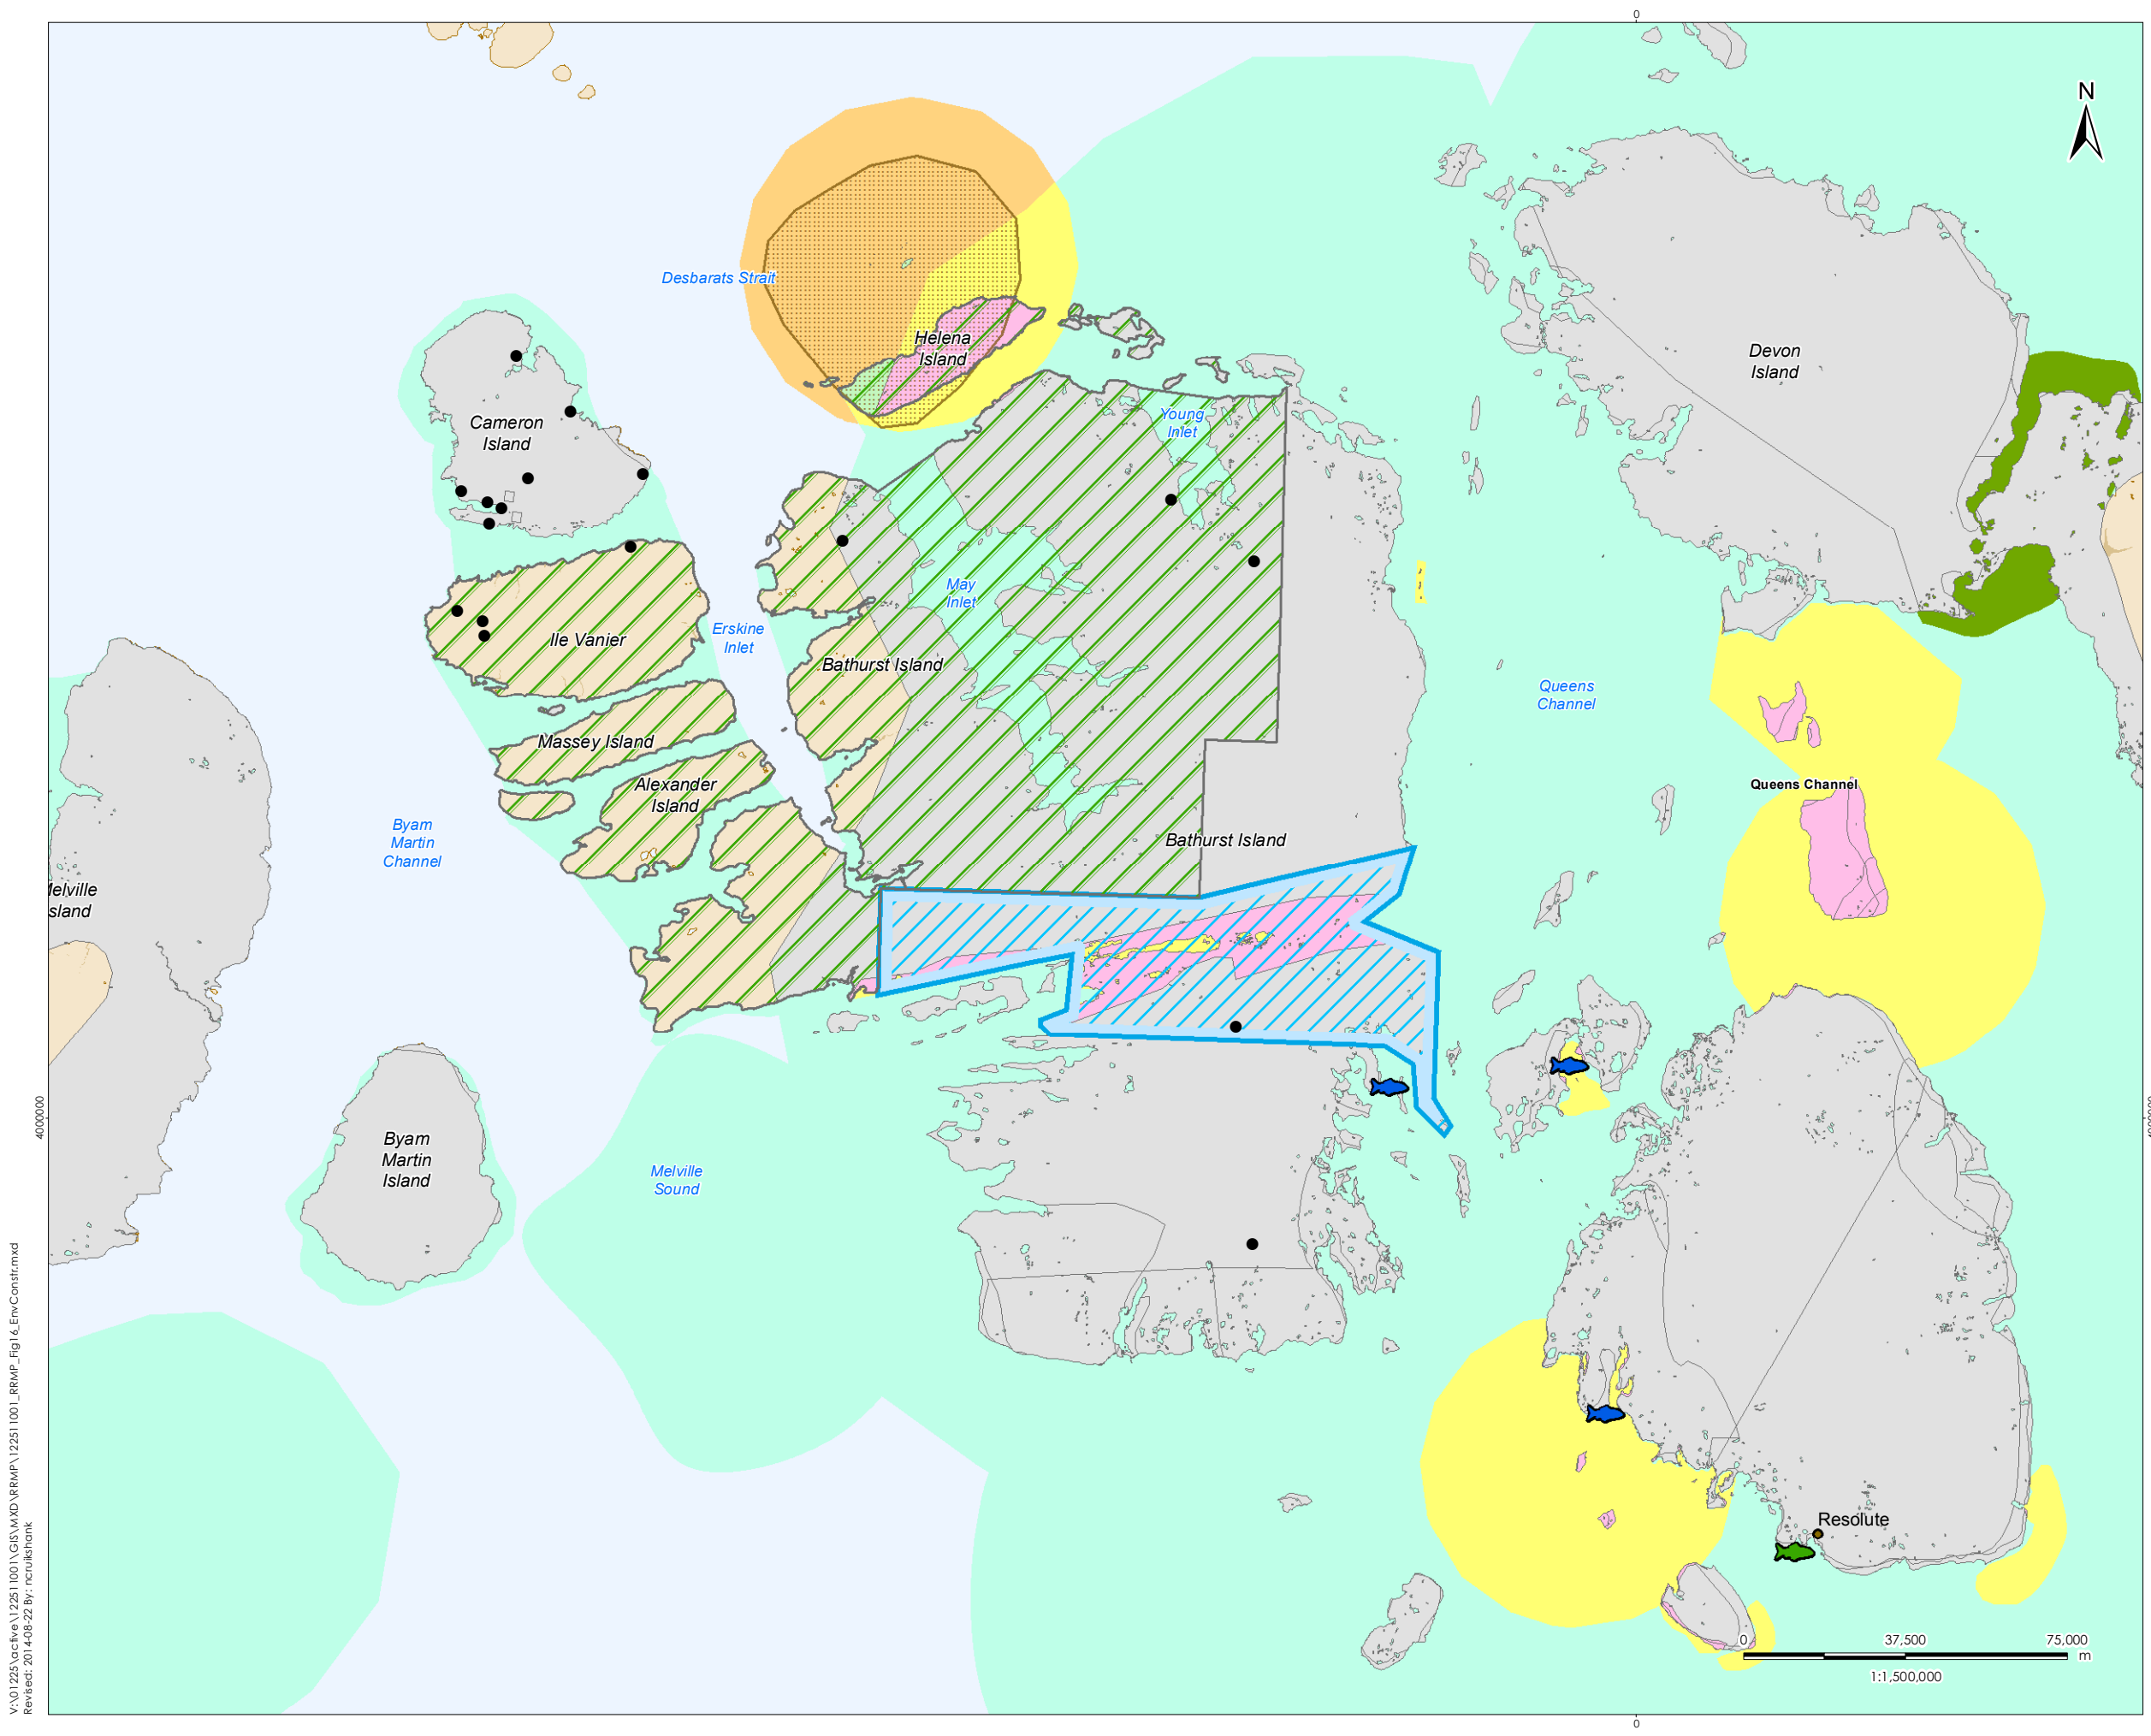 0
N
Desbarats Strait
Helena
Island
Devon
Island
Young
Inlet
Cameron
Island
May
Inlet
Ile Vanier
Erskine
Inlet
Bathurst Island
Queens
Channel
Massey Island
Alexander
Island
Queens Channel
Byam
Martin
Channel
Bathurst Island
Melville
Island
4000000
4000000
Byam
Martin
Island
Melville
Sound
Resolute
0
37,500
75,000
m
1:1,500,000
0
V:\01225\active\122511001\GIS\MXD\RRMP\122511001_RRMP_Fig16_EnvConstr.mxd
Revised: 2014-08-22 By: ncruikshank